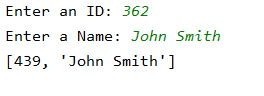 Enter an ID: 362
Enter a Name: John Smith
[439, 'John Smith']